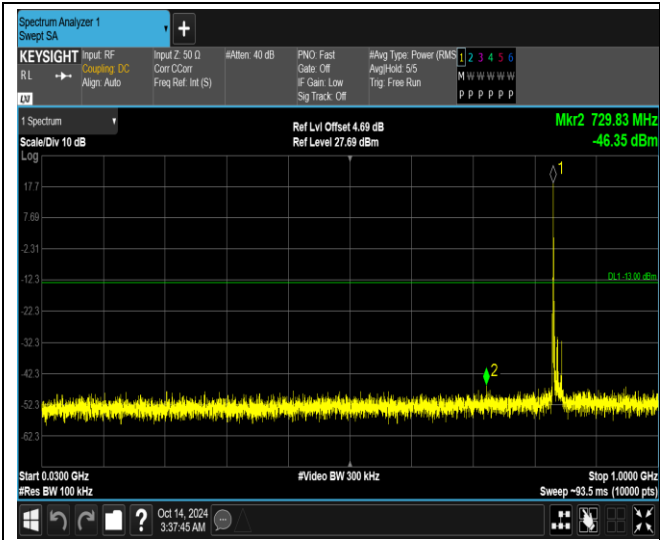 Spectrum Analyzer 1
Swept SA
+
KEYSIGHT Input: RF Input Z: 50 Ω #Atten: 40 dB PNO: Fast #Avg Type: Power (RMS 1 2 3 4 5 6
RL Coupling: DC Corr CCorr Gate: Off Avg|Hold: 5/5 M W W W W W
Align: Auto Freq Ref: Int (S) IF Gain: Low Trig: Free Run
Sig Track: Off P P P P P P
LXI
1 Spectrum
Ref Lvl Offset 4.69 dB Mkr2 729.83 MHz
Scale/Div 10 dB Ref Level 27.69 dBm -46.35 dBm
Log
1
17.7
7.69
-2.31
-12.3
DL1 -13.00 dBm
-22.3
-32.3
-42.3
2
-52.3
-62.3
Start 0.0300 GHz #Video BW 300 kHz Stop 1.0000 GHz
#Res BW 100 kHz Sweep ~93.5 ms (10000 pts)
? Oct 14, 2024
3:37:45 AM